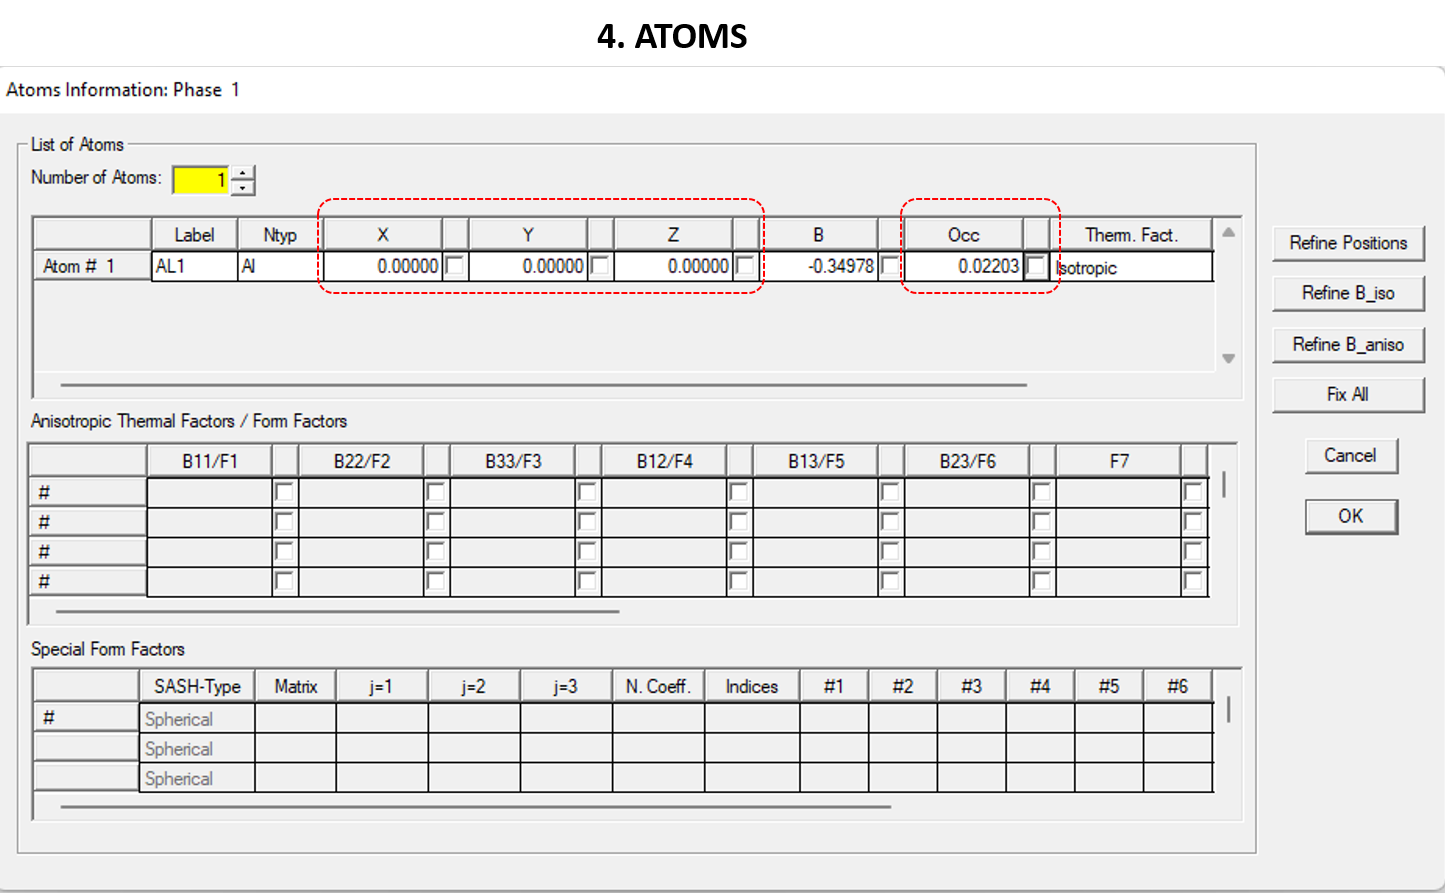 4. ATOMS
Atoms Information: Phase 1
List of Atoms
Number of Atoms: 1
Label Ntyp X Y Z B Occ Therm. Fact.
Atom # 1 AL1 Al 0.00000 0.00000 0.00000 -0.34978 0.02203 Isotropic
Refine Positions
Refine B_iso
Refine B_aniso
Fix All
Cancel
OK
Anisotropic Thermal Factors / Form Factors
B11/F1 B22/F2 B33/F3 B12/F4 B13/F5 B23/F6 F7
#
#
#
#
Special Form Factors
SASH-Type Matrix j=1 j=2 j=3 N. Coeff. Indices #1 #2 #3 #4 #5 #6
# Spherical
Spherical
Spherical